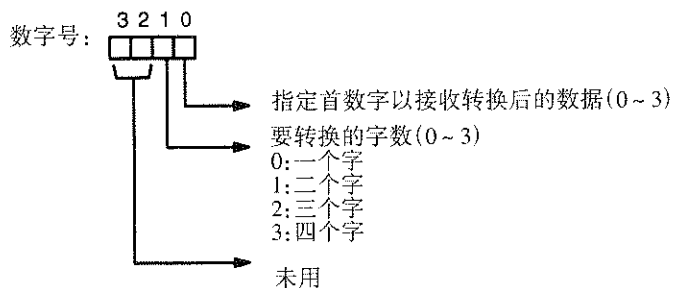 3 2 1 0
数字号:
指定首数字以接收转换后的数据(0~3)
要转换的字数(0~3)
0:一个字
1:二个字
2:三个字
3:四个字
未用